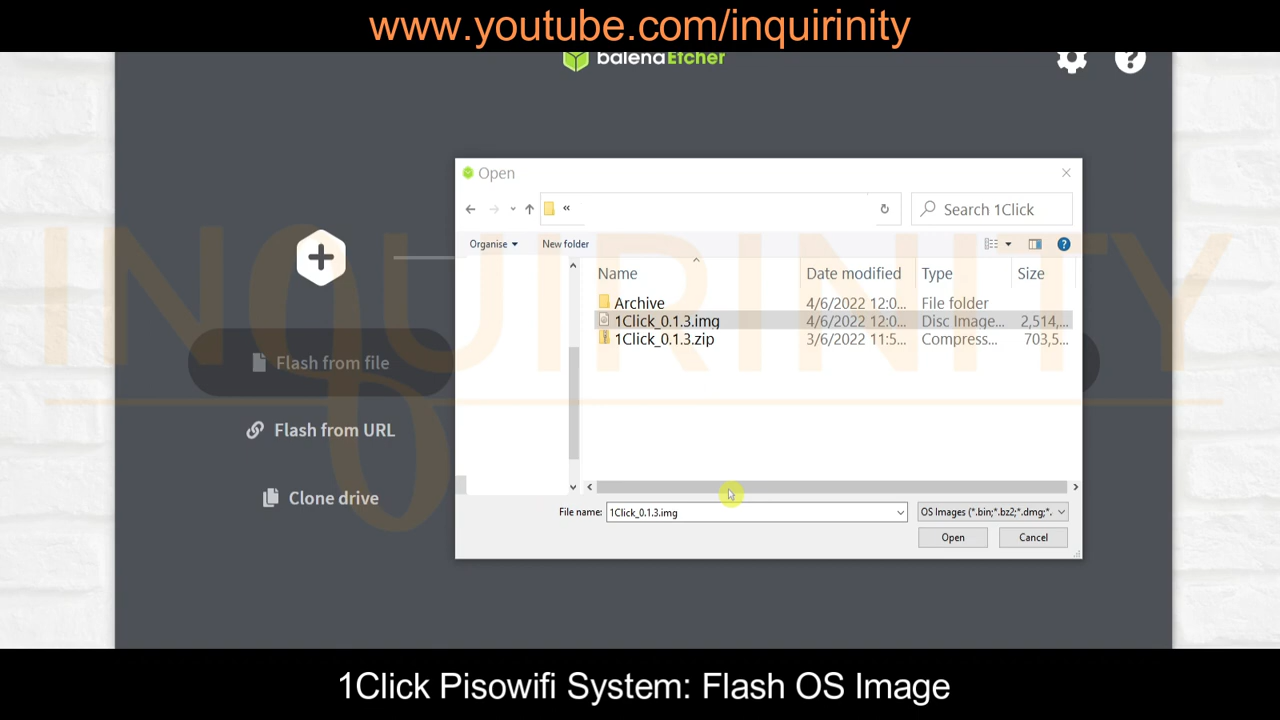 www.youtube.com/inquirinity
balenaEtcher
Open
«
Search 1Click
Organise
New folder
Name
Date modified
Type
Size
Archive
4/6/2022 12:0...
File folder
1Click_0.1.3.img
4/6/2022 12:0...
Disc Image...
2,514,...
1Click_0.1.3.zip
3/6/2022 11:5...
Compress...
703,5...
Flash from file
Flash from URL
Clone drive
File name:
1Click_0.1.3.img
OS Images (*.bin;*.bz2;*.dmg;*.
Open
Cancel
INQUIRINITY
1Click Pisowifi System: Flash OS Image